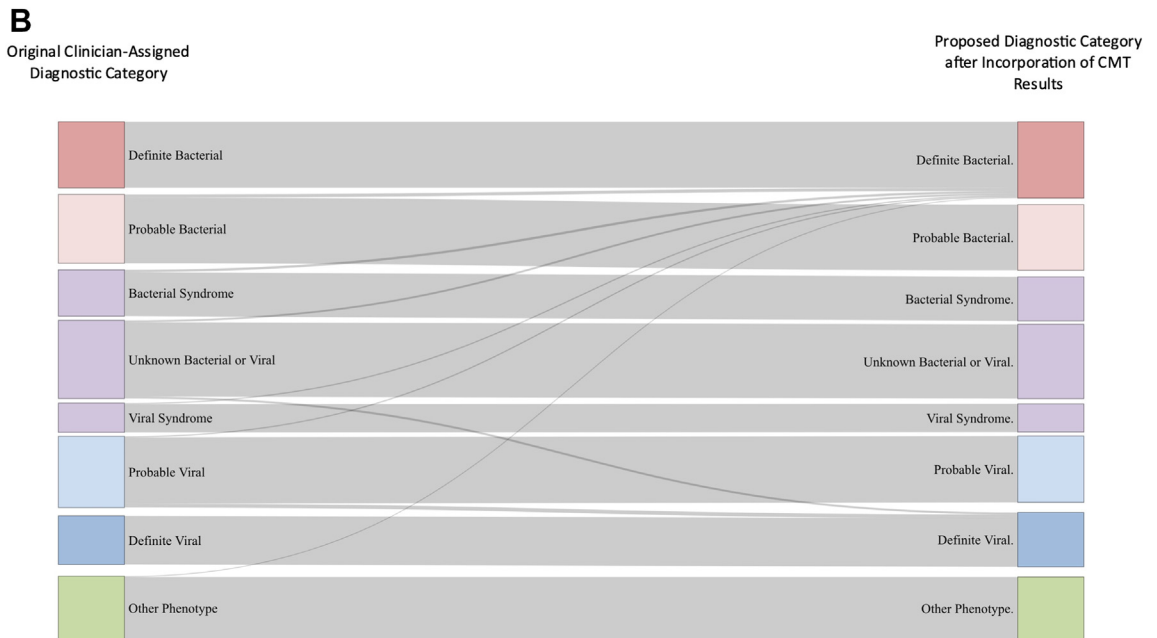 B
Original Clinician-Assigned
Diagnostic Category
Proposed Diagnostic Category
after Incorporation of CMT
Results
Definite Bacterial
Definite Bacterial.
Probable Bacterial
Probable Bacterial.
Bacterial Syndrome
Bacterial Syndrome.
Unknown Bacterial or Viral
Unknown Bacterial or Viral.
Viral Syndrome
Viral Syndrome.
Probable Viral
Probable Viral.
Definite Viral
Definite Viral.
Other Phenotype
Other Phenotype.